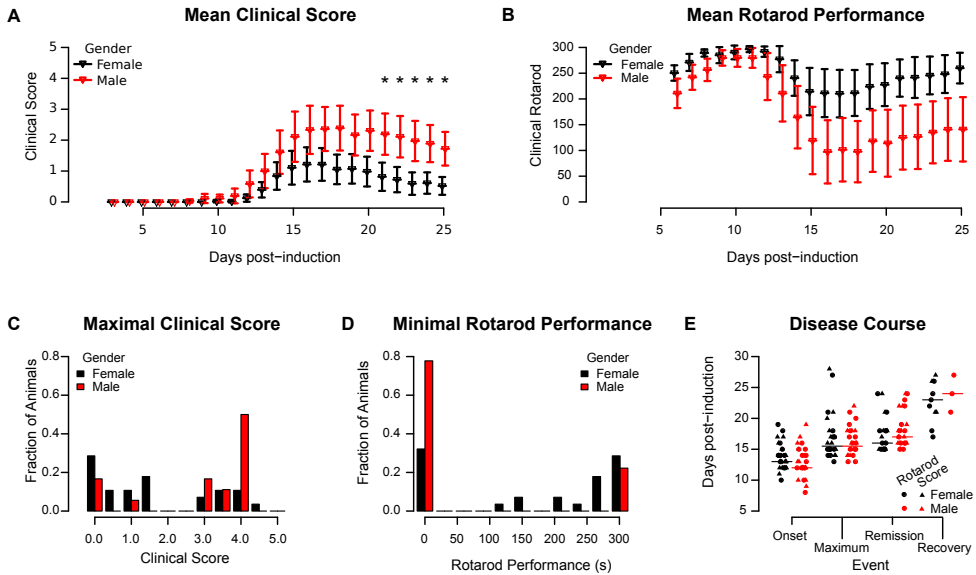 A
Mean Clinical Score
Clinical Score
5
4
3
2
1
0
Gender
Female
Male
* * * * *
5 10 15 20 25
Days post−induction
B
Mean Rotarod Performance
Clinical Rotarod
300
250
200
150
100
50
0
Gender
Female
Male
5 10 15 20 25
Days post−induction
C
Maximal Clinical Score
Fraction of Animals
0.8
0.6
0.4
0.2
0.0
Gender
Female
Male
0.0 1.0 2.0 3.0 4.0 5.0
Clinical Score
D
Minimal Rotarod Performance
Fraction of Animals
0.8
0.6
0.4
0.2
0.0
Gender
Female
Male
0 50 100 150 200 250 300
Rotarod Performance (s)
E
Disease Course
Days post−induction
30
25
20
15
10
5
Rotarod
Score
Female
Male
Onset
Maximum
Remission
Recovery
Event